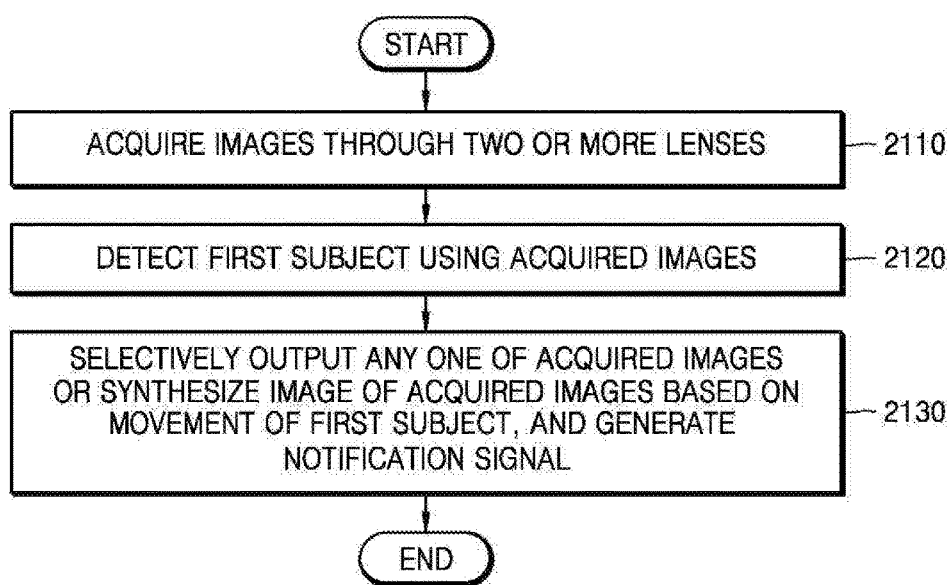 START
ACQUIRE IMAGES THROUGH TWO OR MORE LENSES
2110
DETECT FIRST SUBJECT USING ACQUIRED IMAGES
2120
SELECTIVELY OUTPUT ANY ONE OF ACQUIRED IMAGES
OR SYNTHESIZE IMAGE OF ACQUIRED IMAGES BASED ON
MOVEMENT OF FIRST SUBJECT, AND GENERATE
NOTIFICATION SIGNAL
2130
END